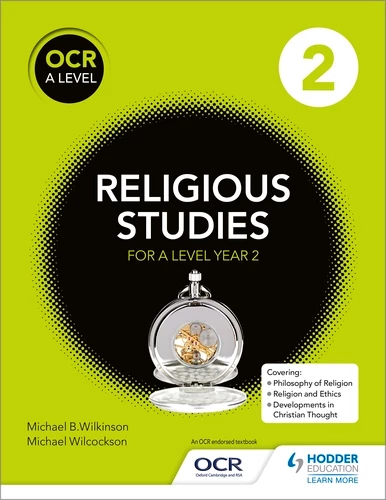 OCR
A LEVEL
2
RELIGIOUS
STUDIES
FOR A LEVEL YEAR 2
Covering:
• Philosophy of Religion
• Religion and Ethics
• Developments in
Christian Thought
Michael B.Wilkinson
Michael Wilcockson
An OCR endorsed textbook
OCR
Oxford Cambridge and RSA
HODDER
EDUCATION
LEARN MORE